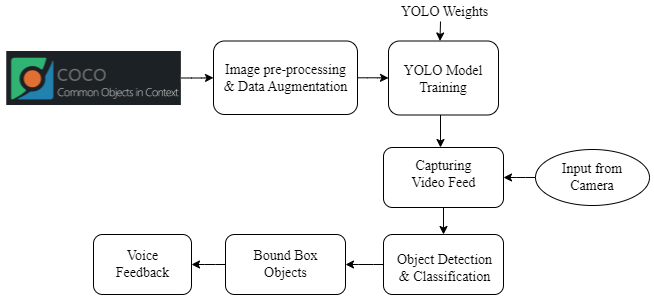 YOLO Weights
COCO
Common Objects in Context
Image pre-processing
& Data Augmentation
YOLO Model
Training
Capturing
Video Feed
Input from
Camera
Object Detection
& Classification
Bound Box
Objects
Voice
Feedback